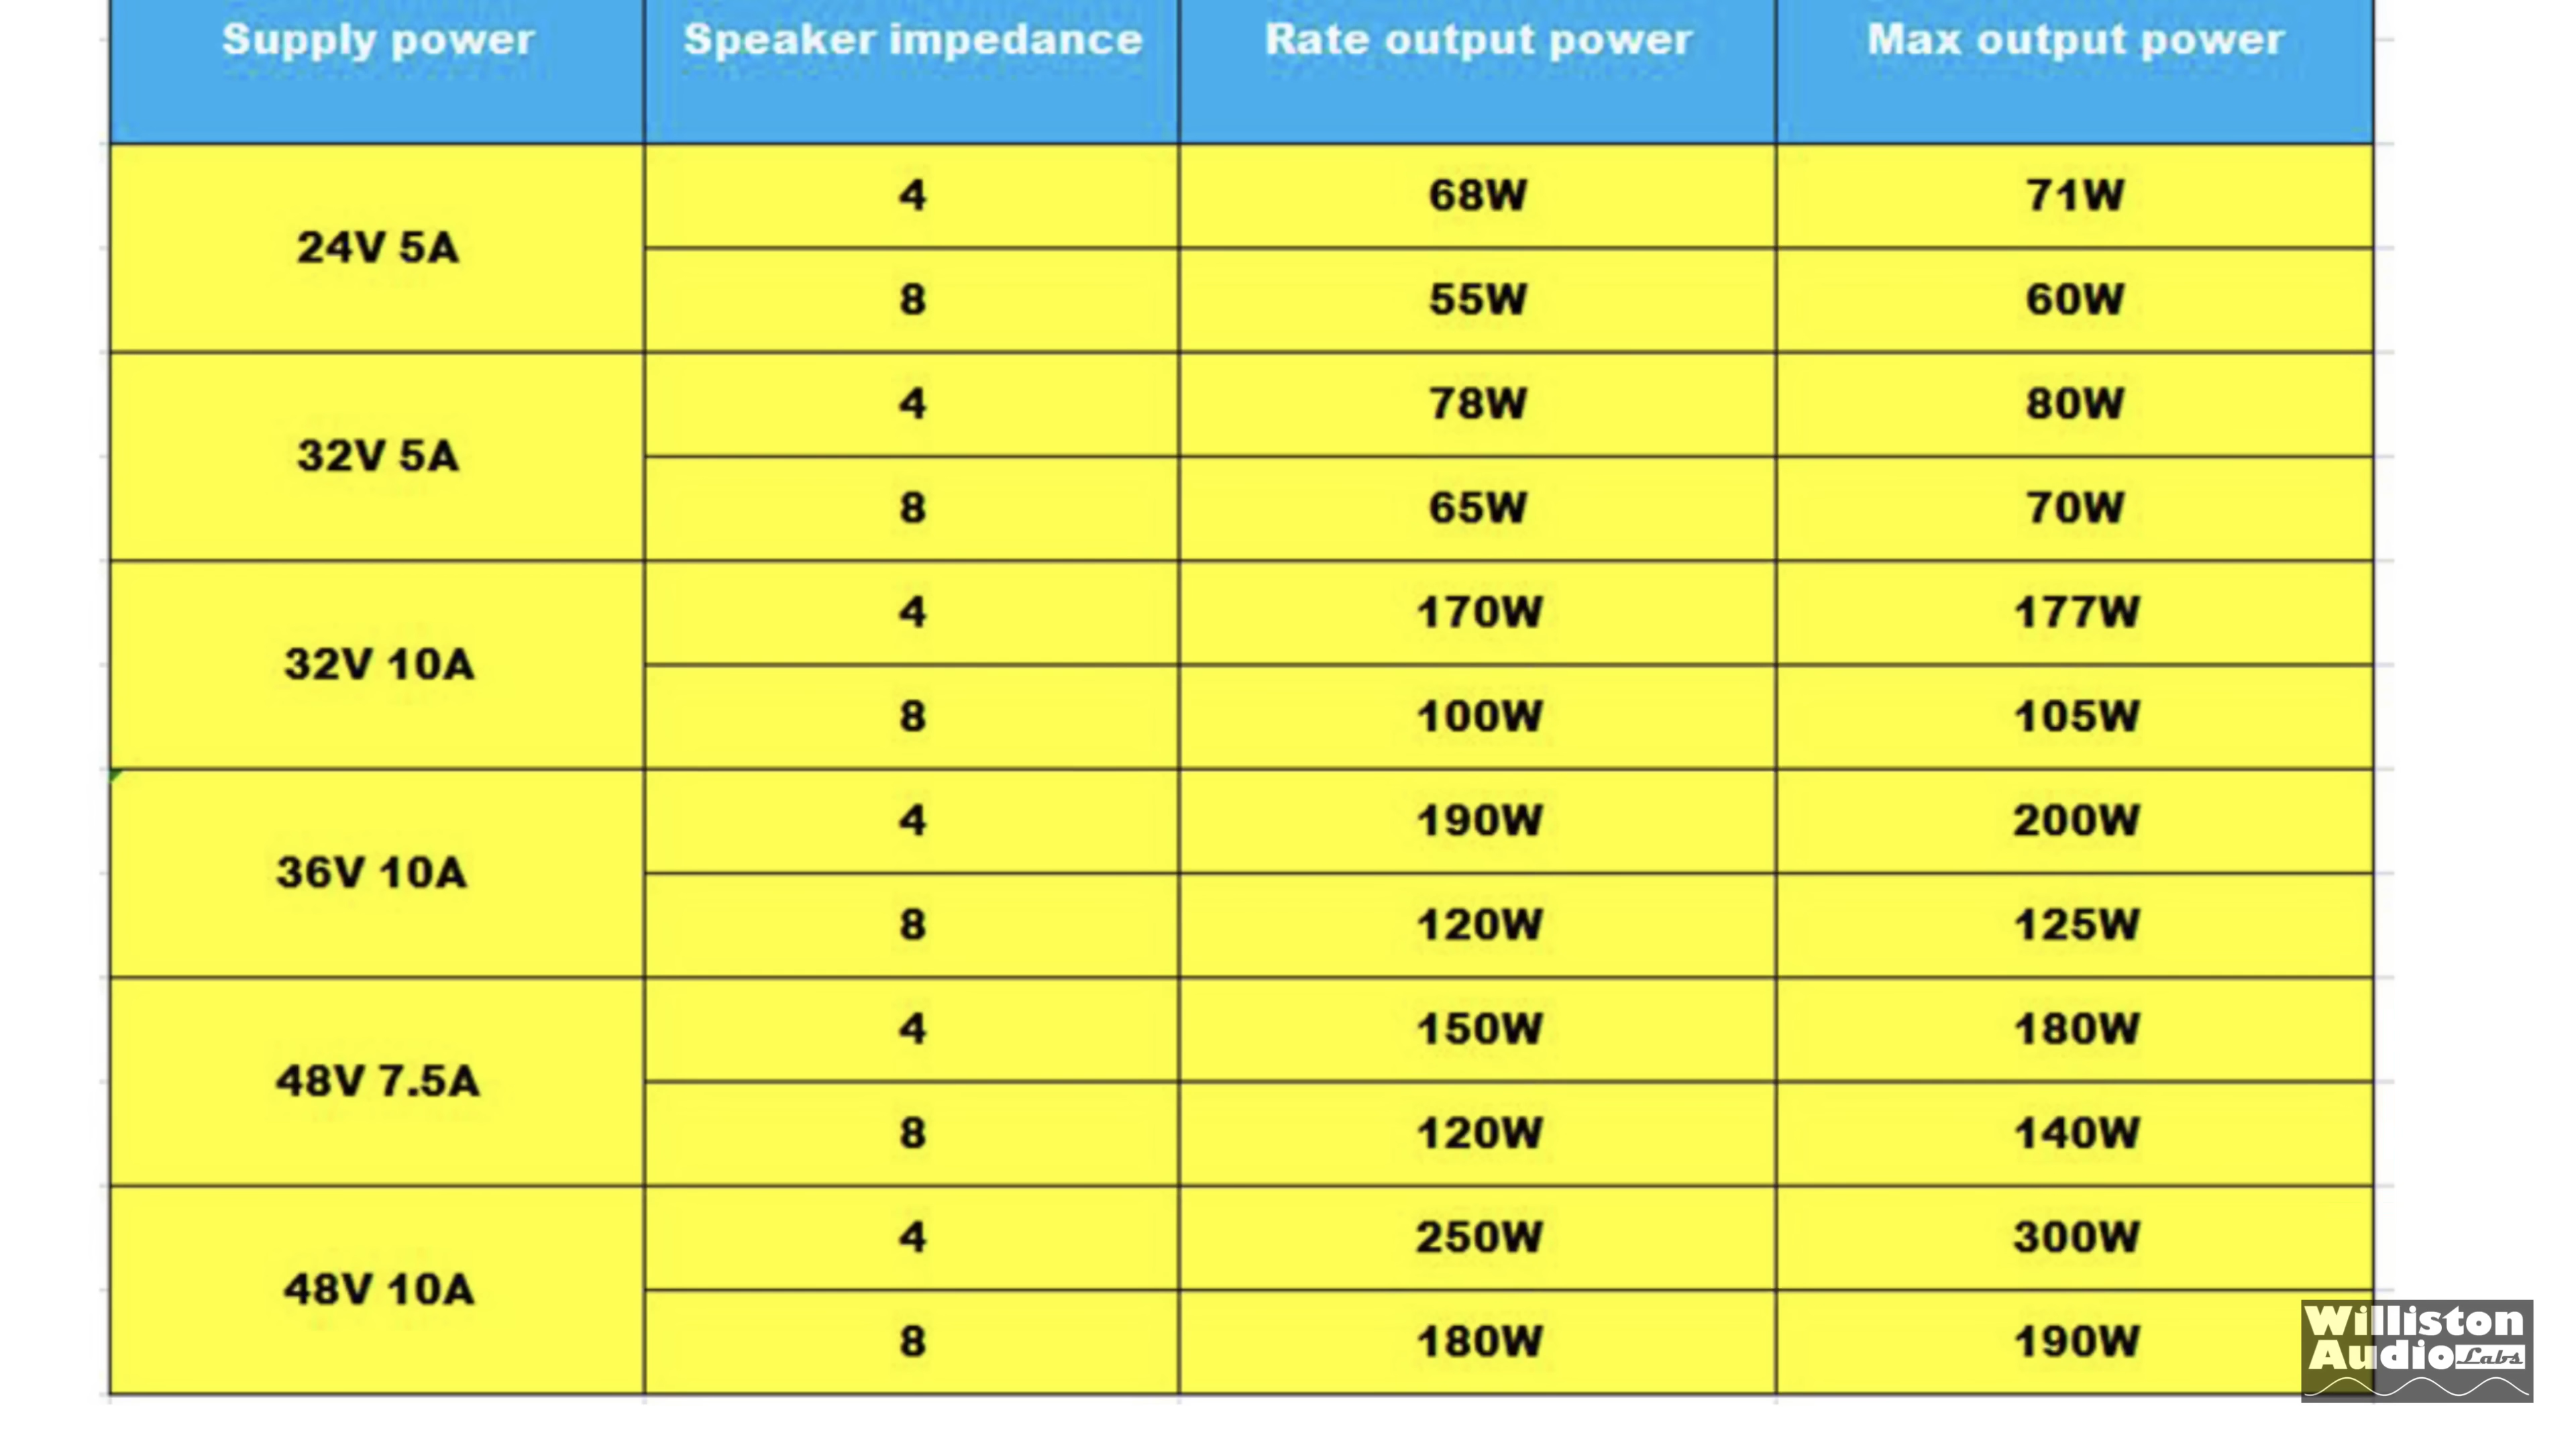 Supply power Speaker impedance Rate output power Max output power
24V 5A 4 68W 71W
8 55W 60W
32V 5A 4 78W 80W
8 65W 70W
32V 10A 4 170W 177W
8 100W 105W
36V 10A 4 190W 200W
8 120W 125W
48V 7.5A 4 150W 180W
8 120W 140W
48V 10A 4 250W 300W
8 180W 190W
Williston
Audio Labs